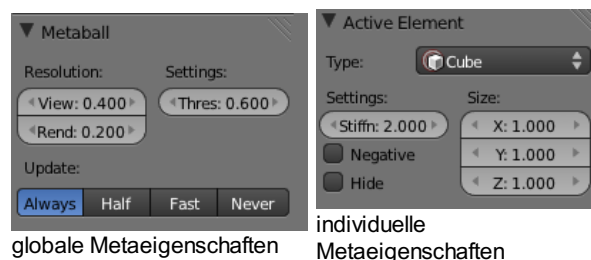 Metaball
Resolution:
Settings:
View: 0.400
Thres: 0.600
Rend: 0.200
Update:
Always
Half
Fast
Never
globale Metaeigenschaften
Active Element
Type:
Cube
Settings:
Size:
Stiffn: 2.000
X: 1.000
Negative
Y: 1.000
Hide
Z: 1.000
individuelle
Metaeigenschaften